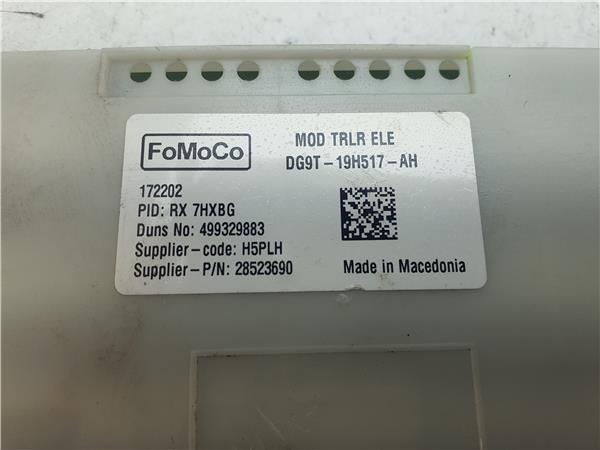 FoMoCo
MOD TRLR ELE
DG9T-19H517-AH
172202
PID: RX 7HXBG
Duns No: 499329883
Supplier-code: H5PLH
Supplier-P/N: 28523690
Made in Macedonia